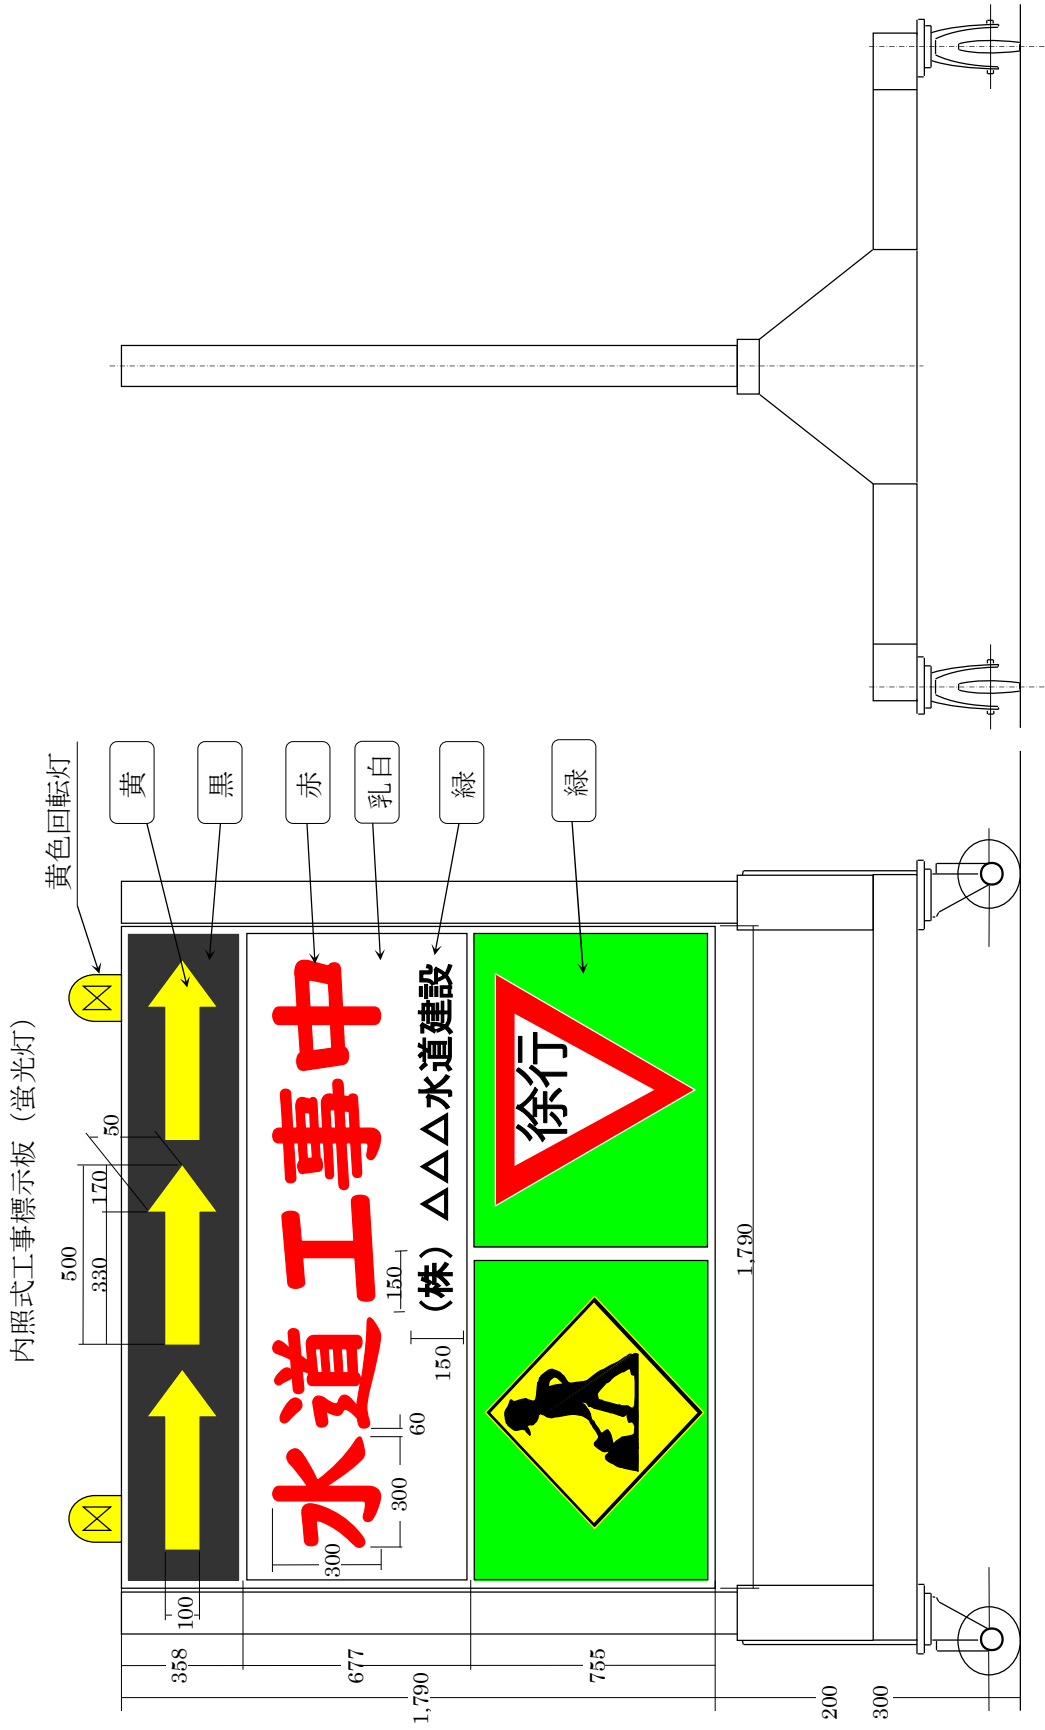 内照式工事標示板（蛍光灯）
黄色回転灯
黄
黒
赤
乳白
緑
緑
500
330
170
50
100
水道工事中
300
300
60
150
150
（株）△△△水道建設
徐行
358
677
755
1,790
1,790
200
300